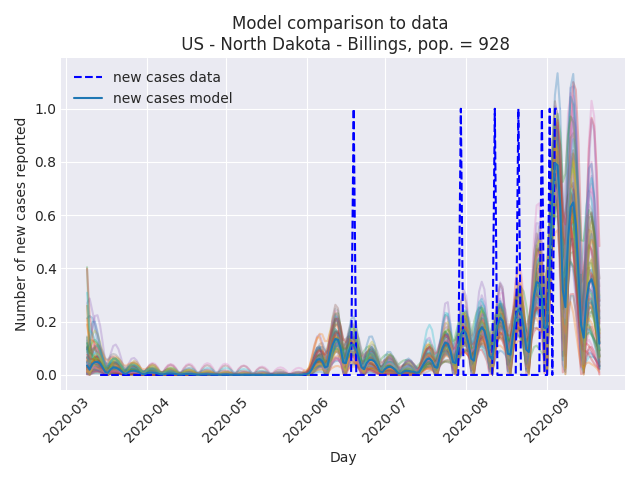 Model comparison to data
US - North Dakota - Billings, pop. = 928
new cases data
new cases model
Number of new cases reported
1.0
0.8
0.6
0.4
0.2
0.0
2020-03
2020-04
2020-05
2020-06
2020-07
2020-08
2020-09
Day